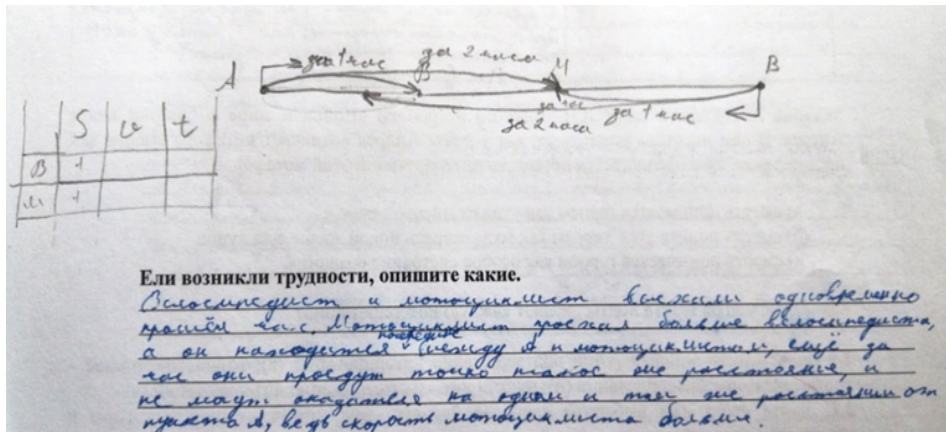 за 1 час за 2 часа
A В М В
за 1 час
за 2 часа
S v t
В +
м +
Ели возникли трудности, опишите какие.
Велосипедист и мотоциклист выехали одновременно
прошёл час. Мотоциклист проехал больше велосипедиста,
посредине
а он находится между А и мотоциклистом, ещё за
час они проедут точно такое же расстояние, и
не могут оказаться на одном и том же расстоянии от
пункта А, ведь скорость мотоциклиста больше.